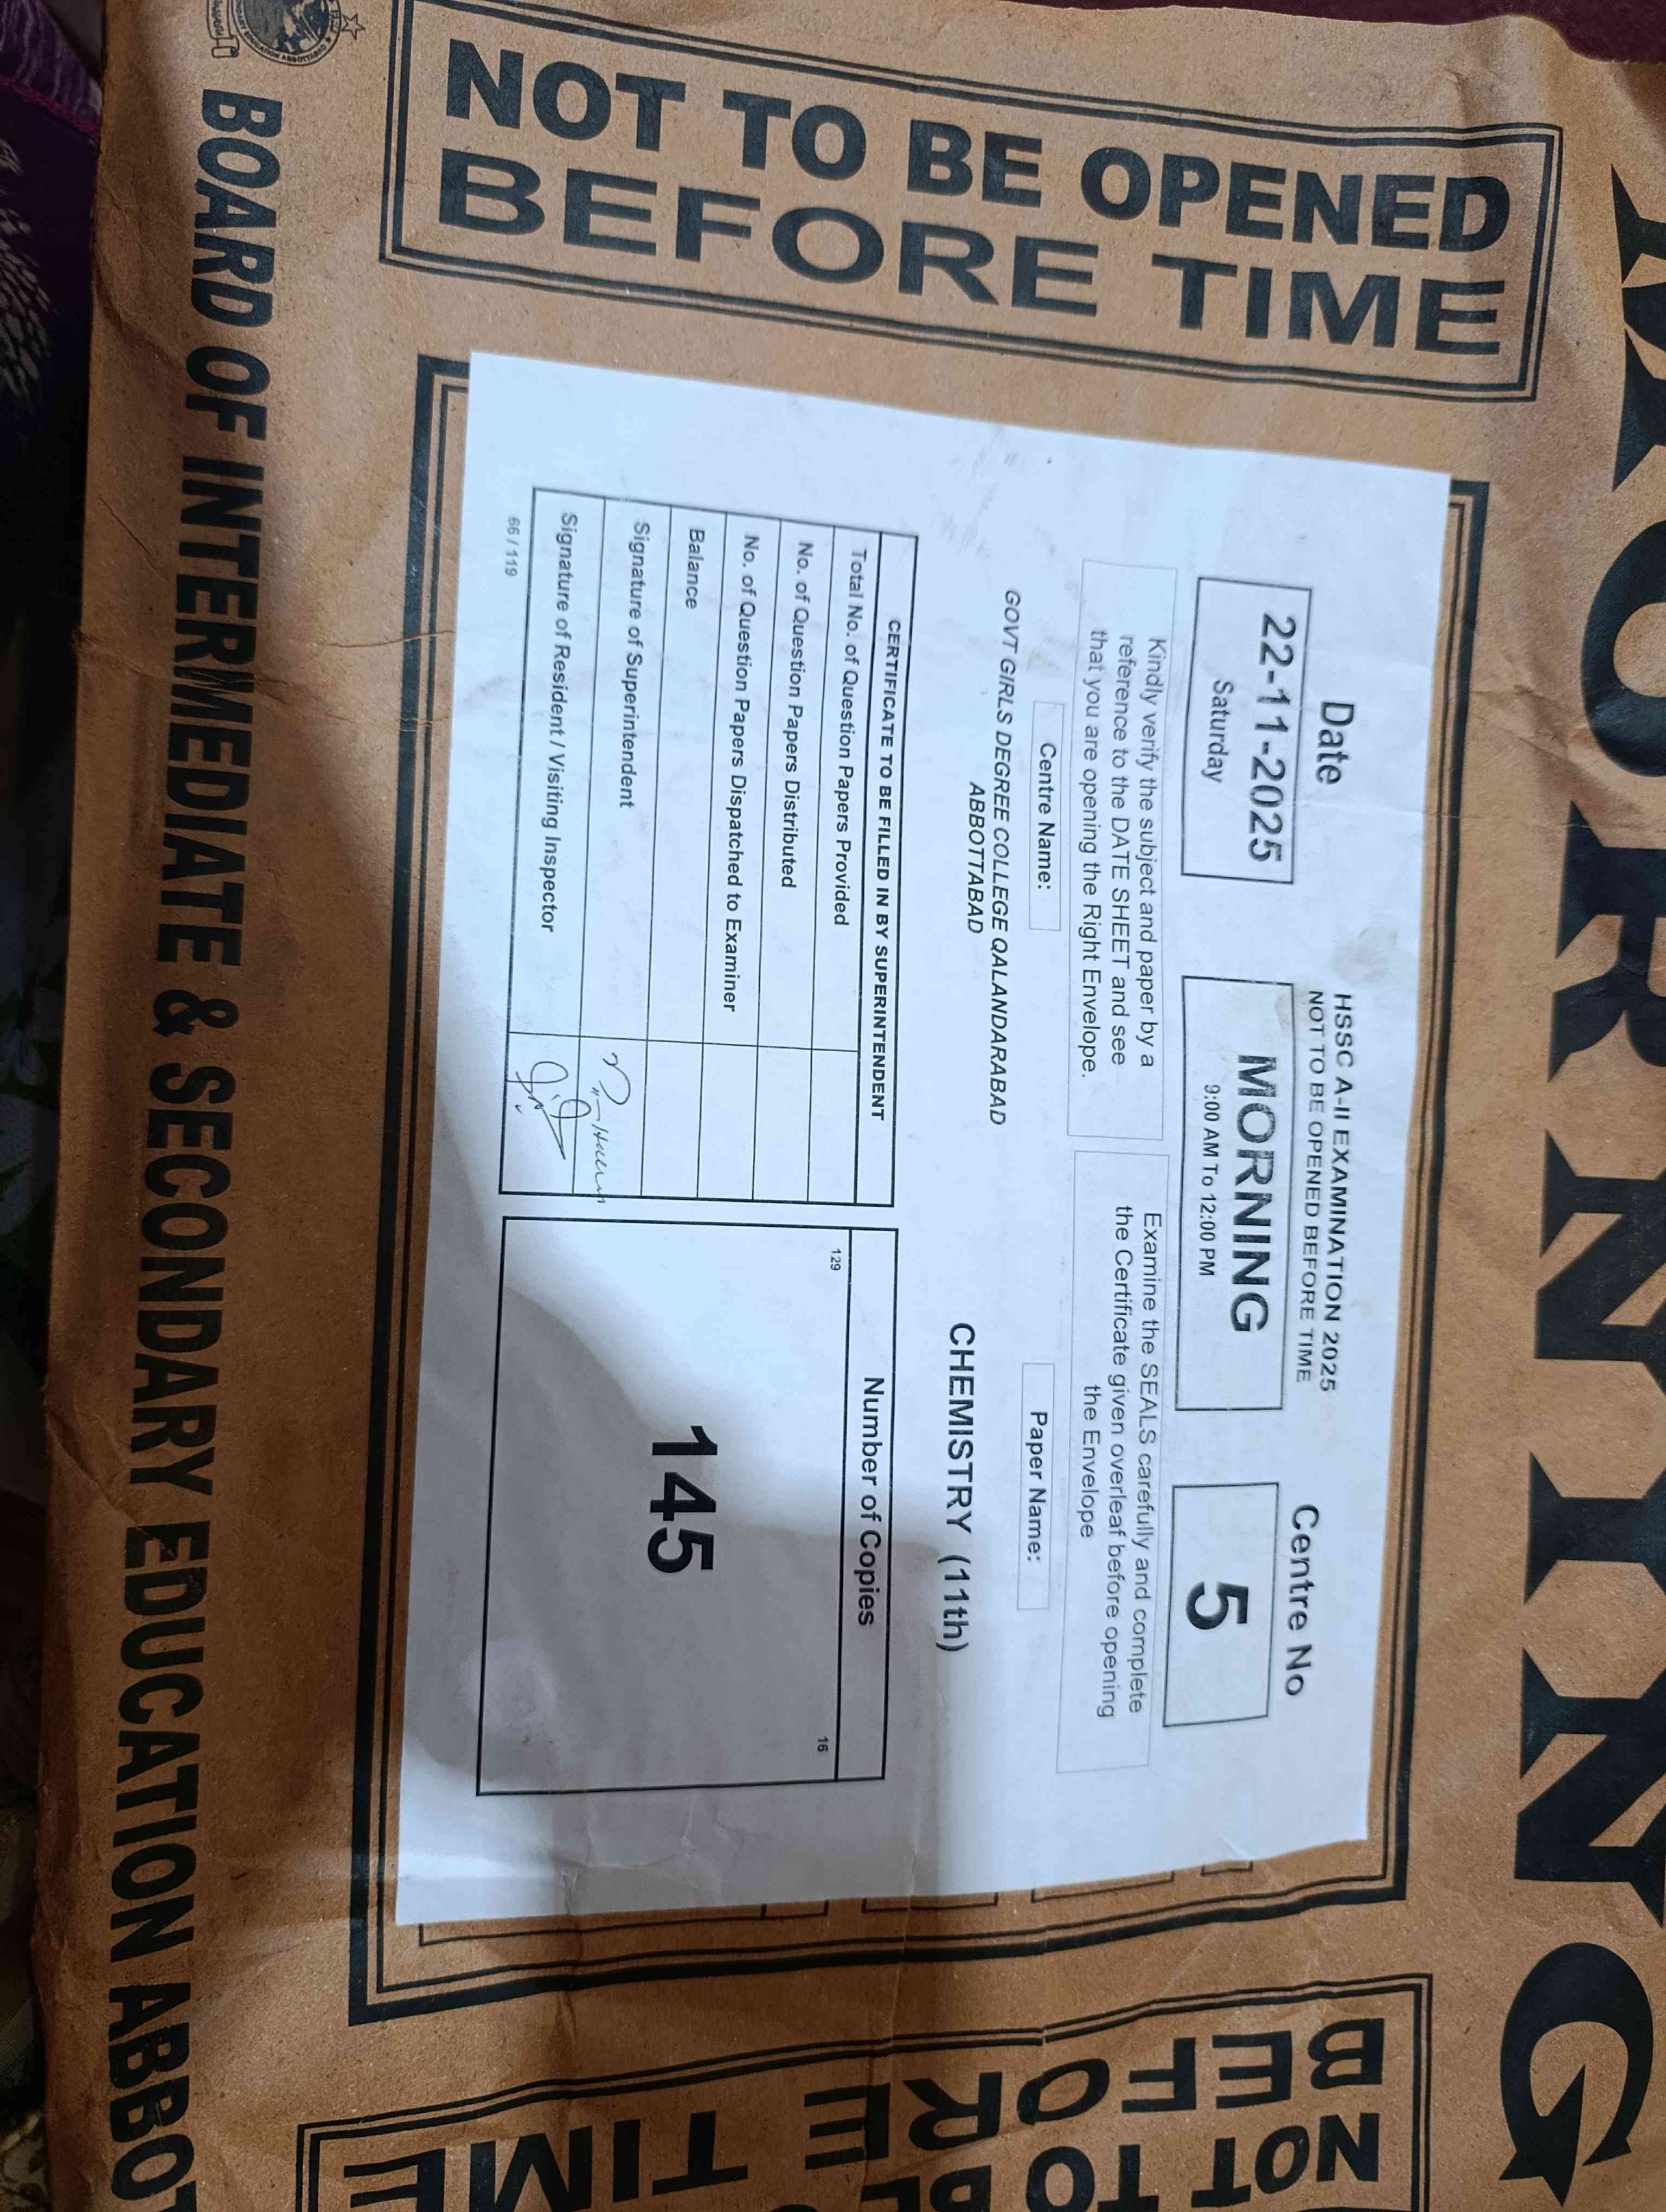 MORNING
NOT TO BE OPENED
BEFORE TIME
Date
22-11-2025
Saturday
HSSC A-II EXAMINATION 2025
NOT TO BE OPENED BEFORE TIME
MORNING
9:00 AM To 12:00 PM
Centre No
5
Kindly verify the subject and paper by a
reference to the DATE SHEET and see
that you are opening the Right Envelope.
Examine the SEALS carefully and complete
the Certificate given overleaf before opening
the Envelope
Centre Name:
GOVT GIRLS DEGREE COLLEGE QALANDARABAD
ABBOTTABAD
Paper Name:
CHEMISTRY (11th)
CERTIFICATE TO BE FILLED IN BY SUPERINTENDENT
Total No. of Question Papers Provided
No. of Question Papers Distributed
No. of Question Papers Dispatched to Examiner
Balance
Signature of Superintendent
Signature of Resident / Visiting Inspector
66 / 119
Number of Copies
129
16
145
NOT TO BE
BEFORE TIME
BOARD OF INTERMEDIATE & SECONDARY EDUCATION ABBOT
EDUCATION ABBOTTABAD